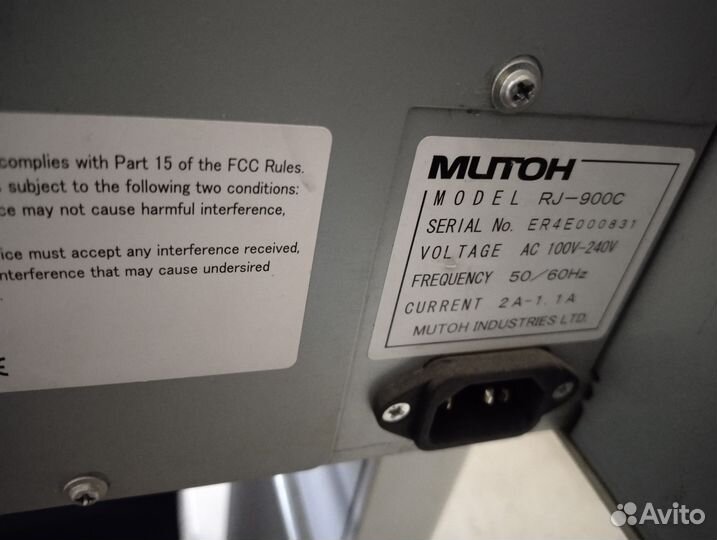 complies with Part 15 of the FCC Rules.
subject to the following two conditions:
ce may not cause harmful interference,
ice must accept any interference received,
nterference that may cause undersired
MUTOH
MODEL RJ-900C
SERIAL No. ER4E000831
VOLTAGE AC 100V-240V
FREQUENCY 50/60Hz
CURRENT 2A-1.1A
MUTOH INDUSTRIES LTD.
Avito